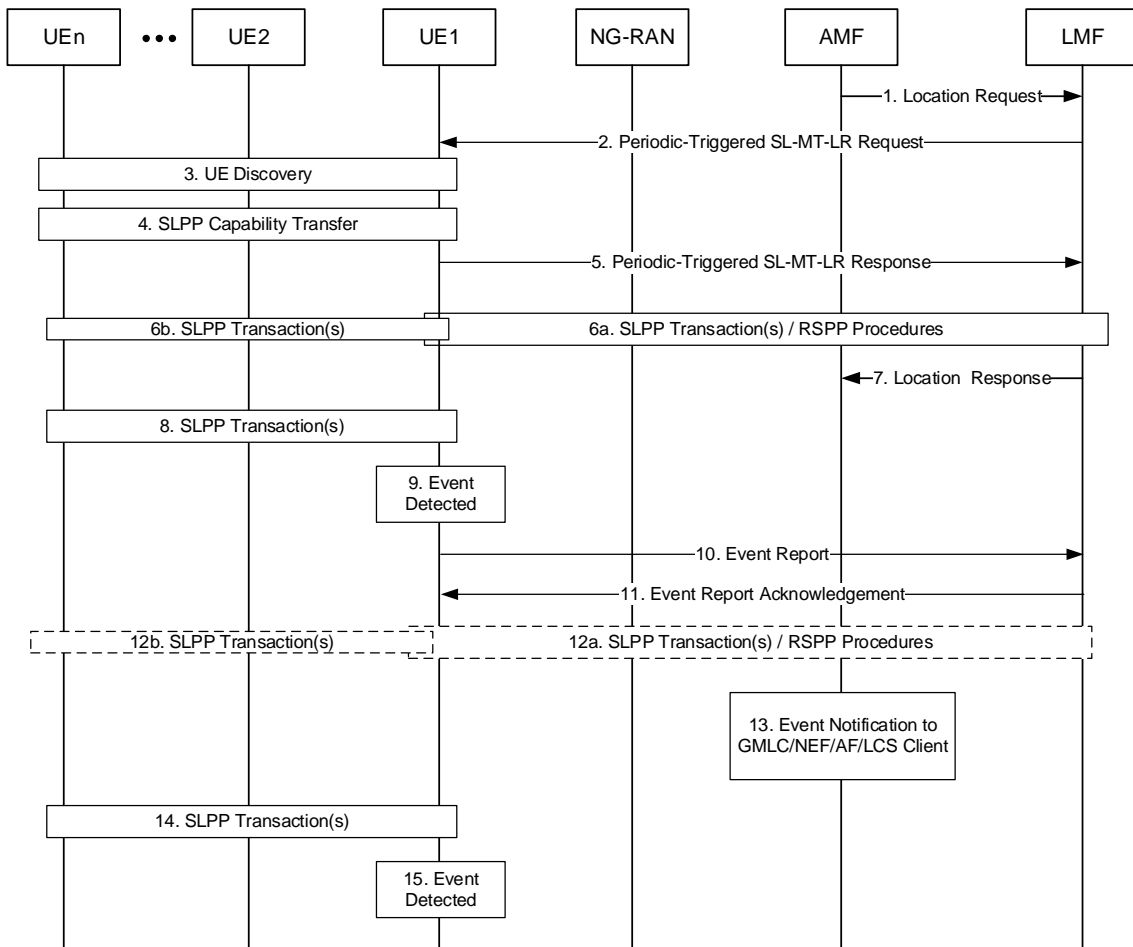 UEn
UE2
UE1
NG-RAN
AMF
LMF
1. Location Request
2. Periodic-Triggered SL-MT-LR Request
3. UE Discovery
4. SLPP Capability Transfer
5. Periodic-Triggered SL-MT-LR Response
6b. SLPP Transaction(s)
6a. SLPP Transaction(s) / RSPP Procedures
7. Location Response
8. SLPP Transaction(s)
9. Event
Detected
10. Event Report
11. Event Report Acknowledgement
12b. SLPP Transaction(s)
12a. SLPP Transaction(s) / RSPP Procedures
13. Event Notification to
GMLC/NEF/AF/LCS Client
14. SLPP Transaction(s)
15. Event
Detected